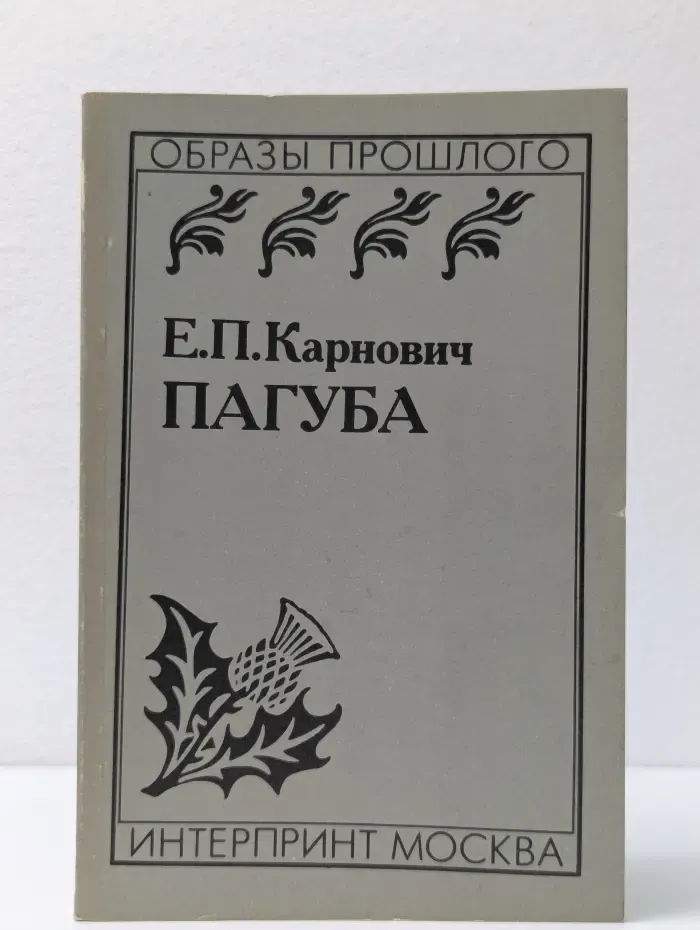 ОБРАЗЫ ПРОШЛОГО
Е.П.Карнович
ПАГУБА
ИНТЕРПРИНТ МОСКВА